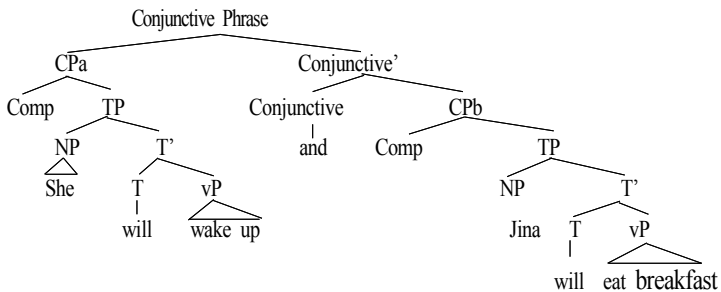 Conjunctive Phrase
CPa Conjunctive’
Comp TP Conjunctive CPb
NP T’ and Comp TP
She T vP NP T’
will wake up Jina T vP
will eat breakfast